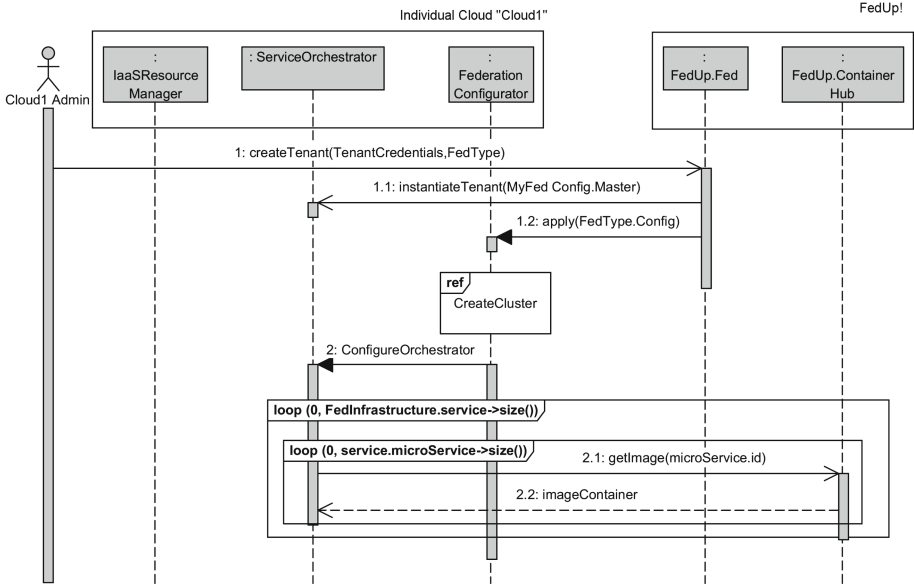 Individual Cloud "Cloud1"
FedUp!
:
IaaSResource
Manager
: ServiceOrchestrator
:
Federation
Configurator
:
FedUp.Fed
:
FedUp.Container
Hub
Cloud1 Admin
1: createTenant(TenantCredentials,FedType)
1.1: instantiateTenant(MyFed Config.Master)
1.2: apply(FedType.Config)
ref
CreateCluster
2: ConfigureOrchestrator
loop (0, FedInfrastructure.service->size())
loop (0, service.microService->size())
2.1: getImage(microService.id)
2.2: imageContainer